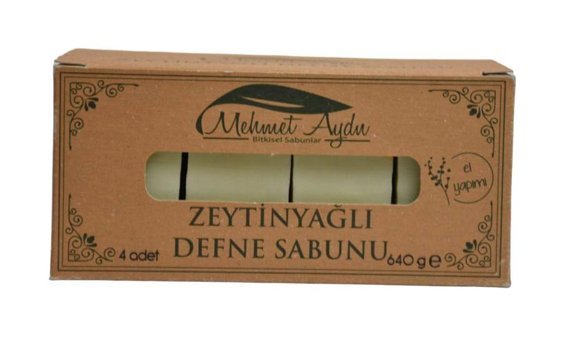 Mehmet Aydın
Bitkisel Sabunlar
el
yapımı
ZEYTİNYAĞLI
DEFNE SABUNU
4 adet
640 g e